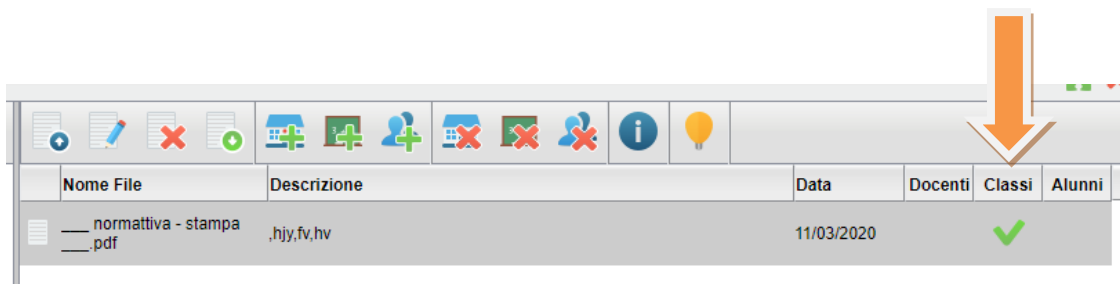 Nome File Descrizione Data Docenti Classi Alunni
___ normattiva - stampa
___.pdf
,hjy,fv,hv
11/03/2020